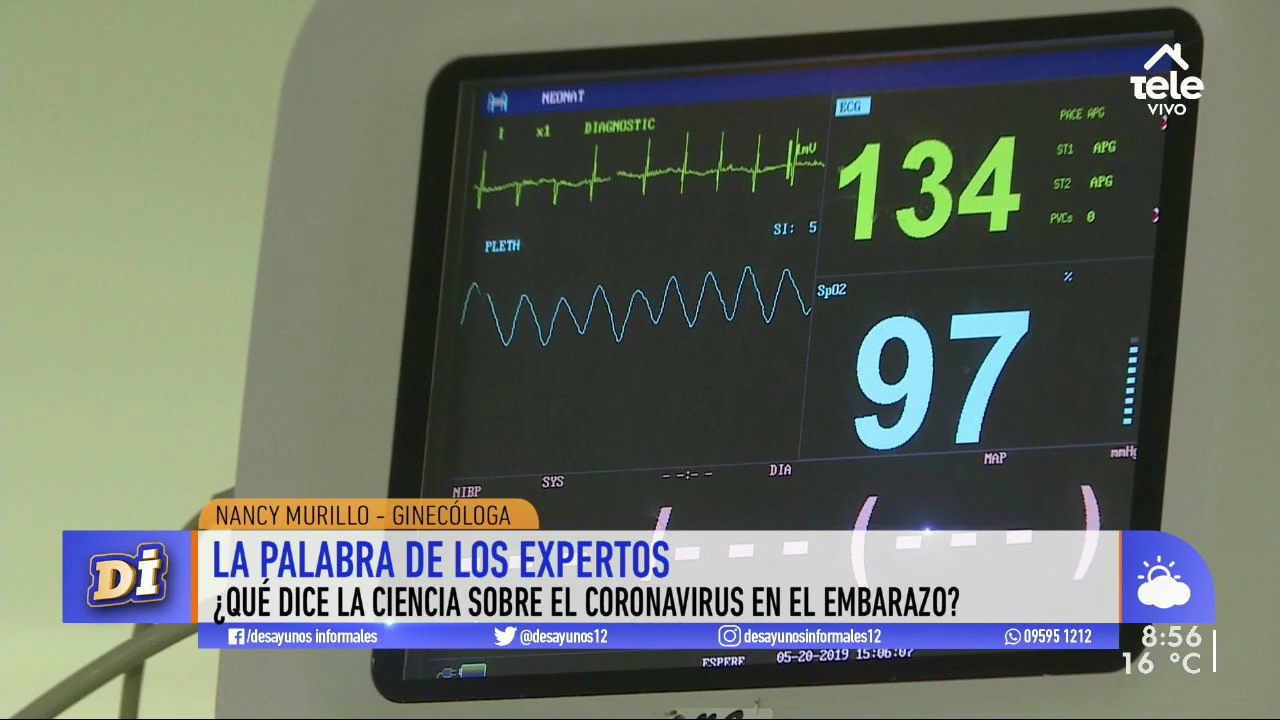 NEONAT
x1 DIAGNOSTIC
1mV
ECG
134
PACE APG
ST1 APG
ST2 APG
PVCs 0
tele
VIVO
PLETH
SI: 5
SpO2
%
97
NIBP
SYS
--:--
DIA
MAP
mmHg
NANCY MURILLO - GINECÓLOGA
Di
LA PALABRA DE LOS EXPERTOS
¿QUÉ DICE LA CIENCIA SOBRE EL CORONAVIRUS EN EL EMBARAZO?
/desayunos informales
@desayunos12
desayunosinformales12
09595 1212
8:56
16 °C
ESPERE 05-20-2019 15:06:07